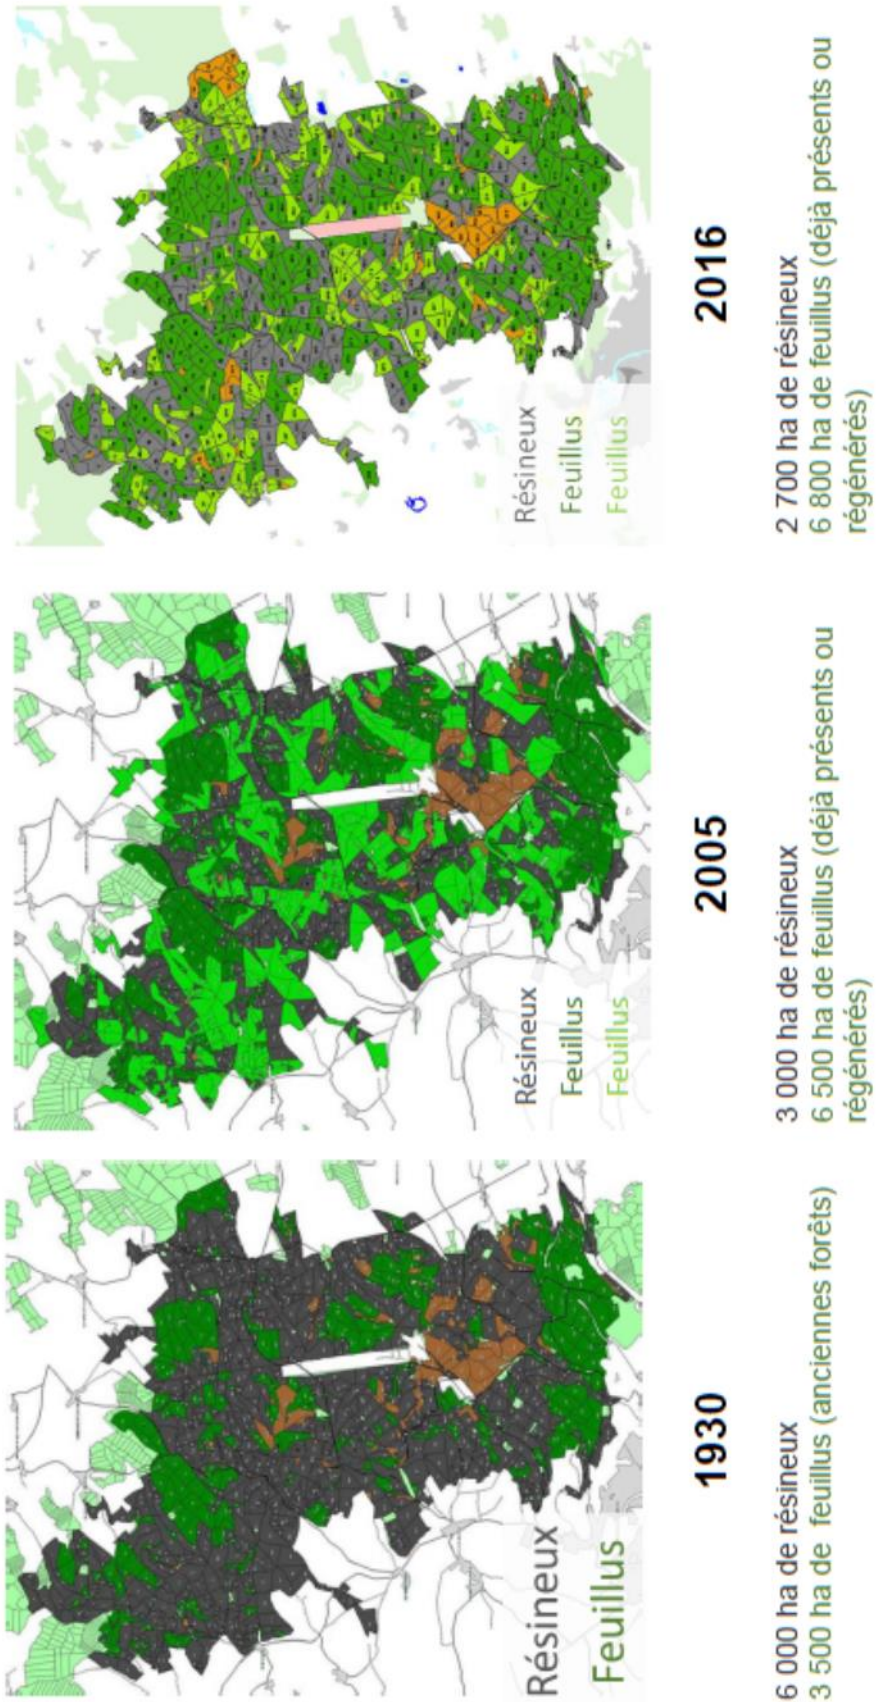 Résineux
Feuillus
1930
6 000 ha de résineux
3 500 ha de feuillus (anciennes forêts)
Résineux
Feuillus
Feuillus
2005
3 000 ha de résineux
6 500 ha de feuillus (déjà présents ou
régénérés)
Résineux
Feuillus
Feuillus
2016
2 700 ha de résineux
6 800 ha de feuillus (déjà présents ou
régénérés)